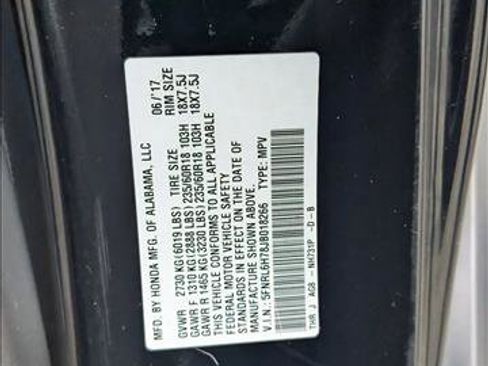 MFD. BY HONDA MFG. OF ALABAMA, LLC 06/'17
GVWR 2730 KG(6019 LBS) TIRE SIZE RIM SIZE
GAWR F 1310 KG(2888 LBS) 235/60R18 103H 18X7.5J
GAWR R 1465 KG(3230 LBS) 235/60R18 103H 18X7.5J
THIS VEHICLE CONFORMS TO ALL APPLICABLE
FEDERAL MOTOR VEHICLE SAFETY
STANDARDS IN EFFECT ON THE DATE OF
MANUFACTURE SHOWN ABOVE.
V.I.N.: 5FNRL6H78JB018266 TYPE: MPV
THR J AG8 - NH731P -D-B